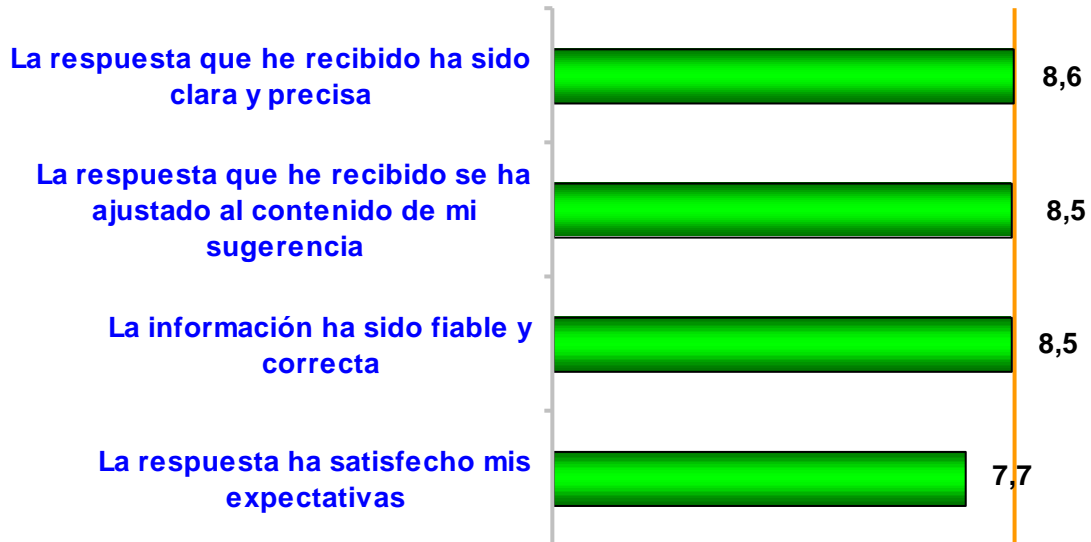 La respuesta que he recibido ha sido
clara y precisa
8,6
La respuesta que he recibido se ha
ajustado al contenido de mi
sugerencia
8,5
La información ha sido fiable y
correcta
8,5
La respuesta ha satisfecho mis
expectativas
7,7